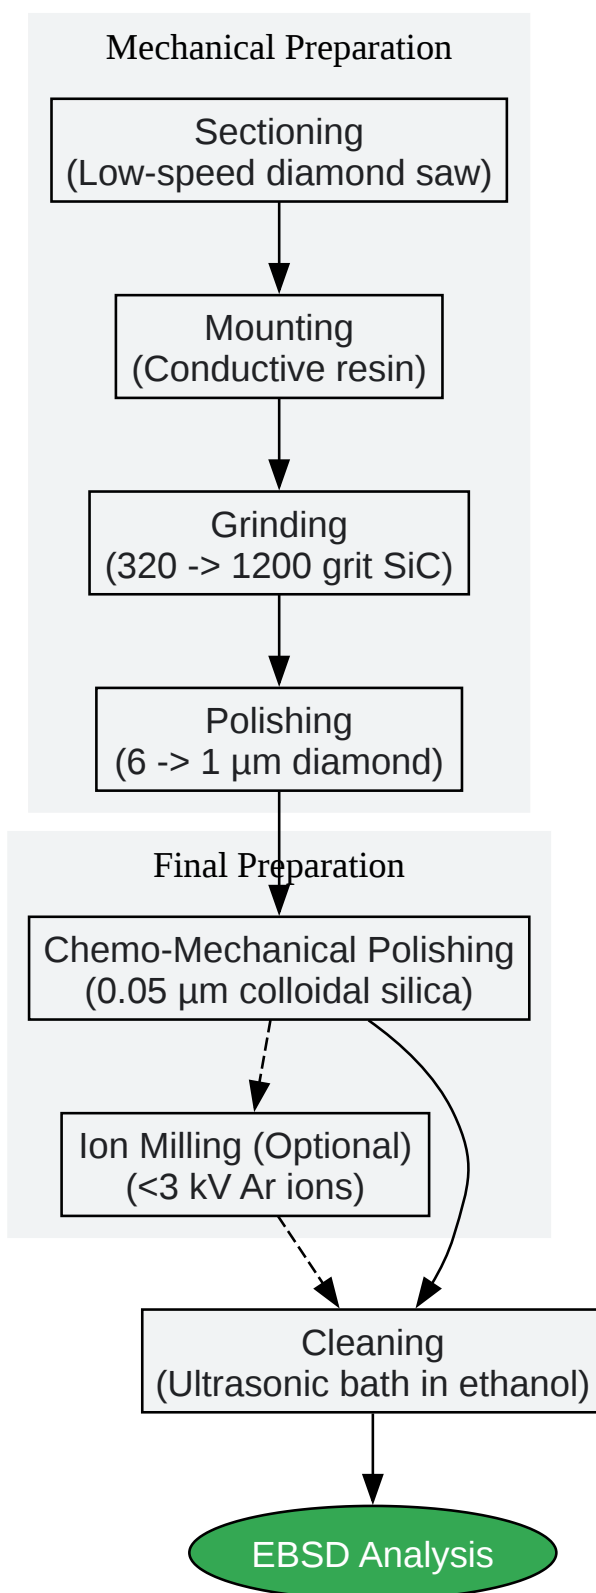 Mechanical Preparation
Sectioning
(Low-speed diamond saw)
Mounting
(Conductive resin)
Grinding
(320 -> 1200 grit SiC)
Polishing
(6 -> 1 µm diamond)
Final Preparation
Chemo-Mechanical Polishing
(0.05 µm colloidal silica)
Ion Milling (Optional)
(<3 kV Ar ions)
Cleaning
(Ultrasonic bath in ethanol)
EBSD Analysis